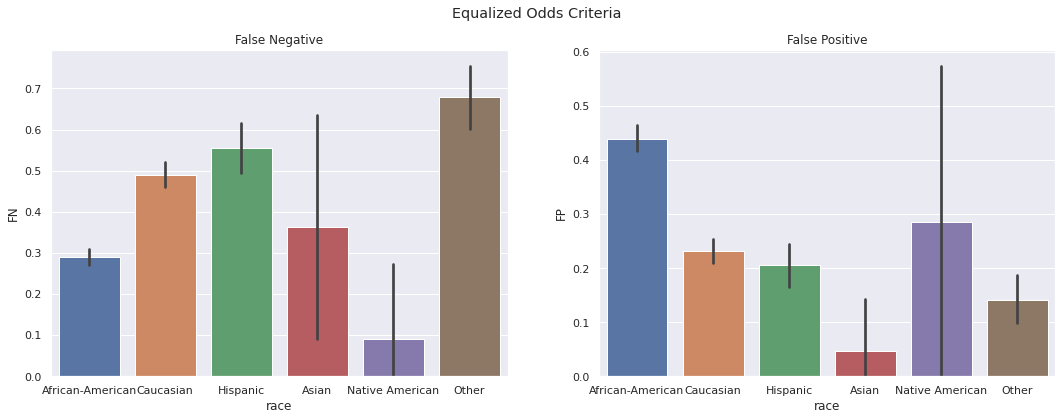 Equalized Odds Criteria
False Negative
FN
0.7
0.6
0.5
0.4
0.3
0.2
0.1
0.0
African-American Caucasian Hispanic Asian Native American Other
race
False Positive
FP
0.6
0.5
0.4
0.3
0.2
0.1
0.0
African-American Caucasian Hispanic Asian Native American Other
race